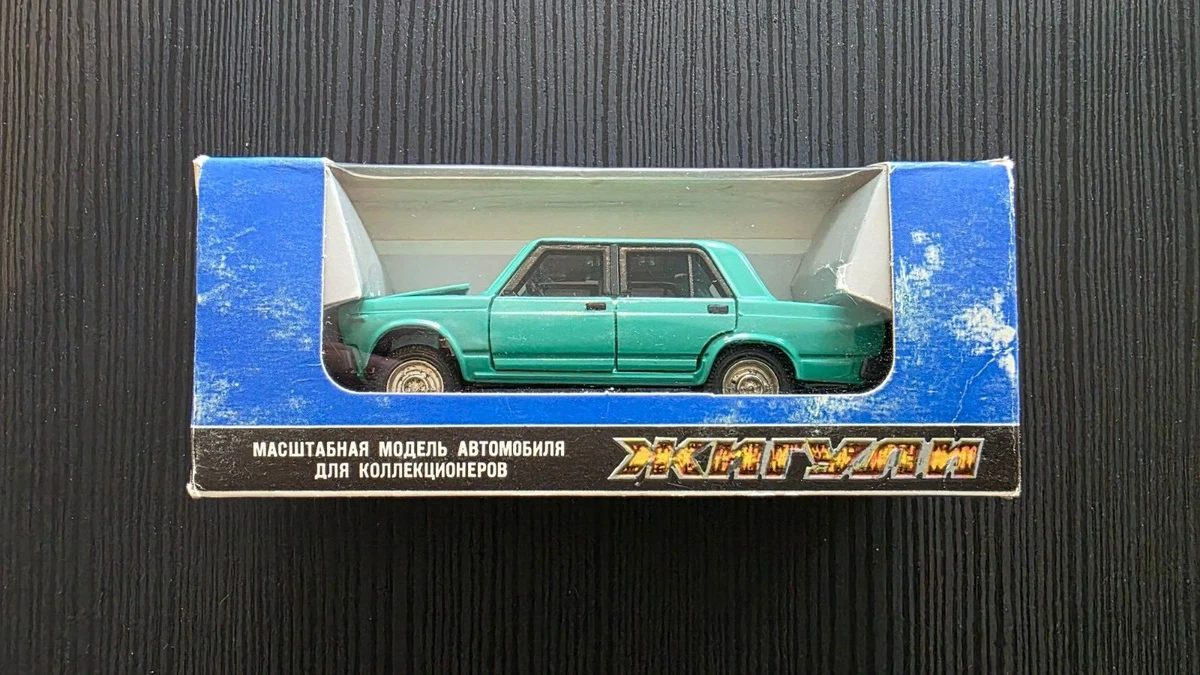 МАСШТАБНАЯ МОДЕЛЬ АВТОМОБИЛЯ
ДЛЯ КОЛЛЕКЦИОНЕРОВ
ЖИГУЛИ